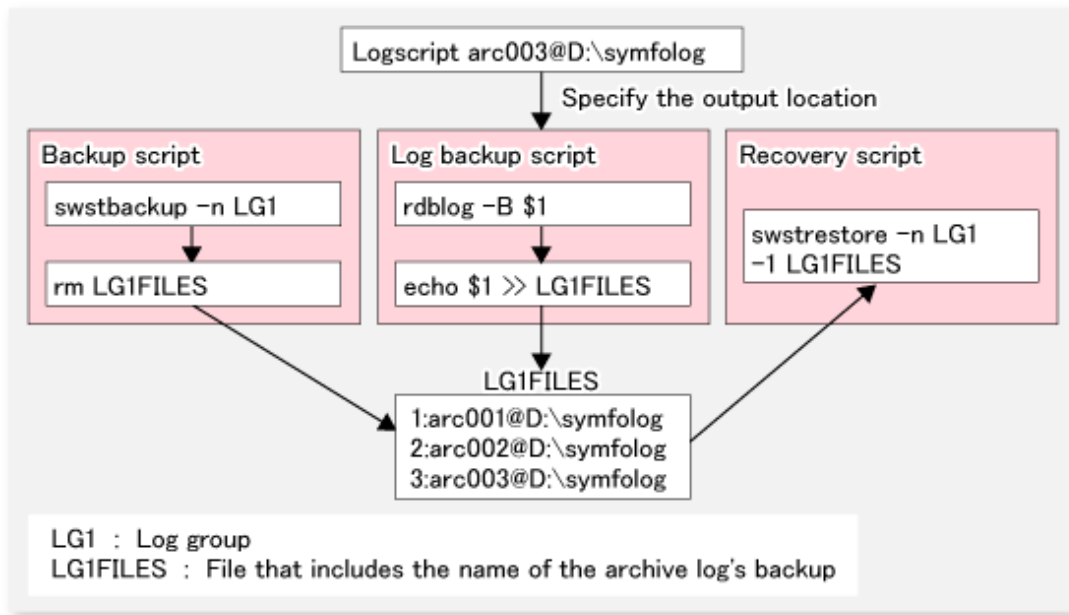 Logscript arc003@D:\symfolog
Specify the output location
Backup script
swstbackup -n LG1
rm LG1FILES
Log backup script
rdblog -B $1
echo $1 >> LG1FILES
Recovery script
swstrestore -n LG1
-1 LG1FILES
LG1FILES
1:arc001@D:\symfolog
2:arc002@D:\symfolog
3:arc003@D:\symfolog
LG1 : Log group
LG1FILES : File that includes the name of the archive log's backup